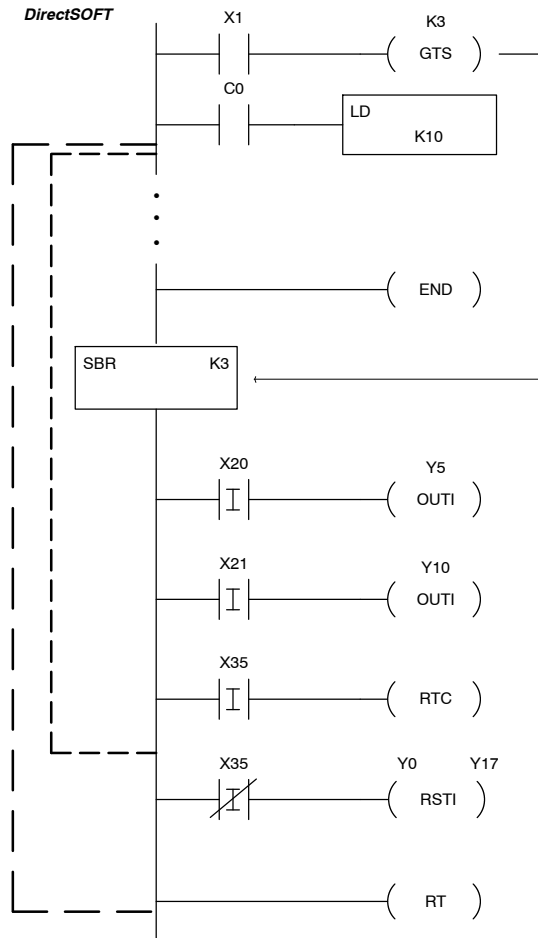 DirectSOFT
X1
K3
GTS
C0
LD
K10
END
SBR K3
X20
Y5
I
OUTI
X21
Y10
I
OUTI
X35
I
RTC
X35
Y0 Y17
I
RSTI
RT